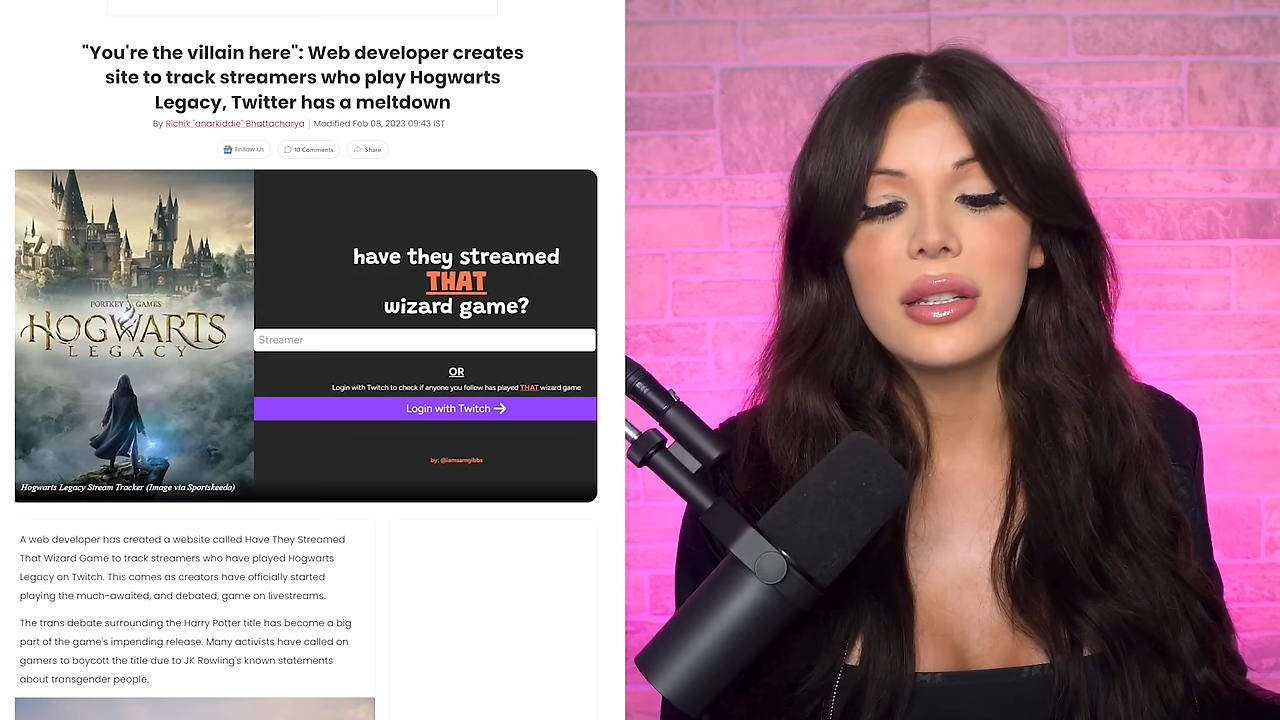 "You're the villain here": Web developer creates
site to track streamers who play Hogwarts
Legacy, Twitter has a meltdown
By Richik "anarkiddie" Bhattacharya | Modified Feb 08, 2023 09:43 IST
Follow Us
10 Comments
Share
PORTKEY GAMES
HOGWARTS
LEGACY
Hogwarts Legacy Stream Tracker (Image via Sportskeeda)
have they streamed
THAT
wizard game?
Streamer
OR
Login with Twitch to check if anyone you follow has played THAT wizard game
Login with Twitch →
by: @iamsamgibbs
A web developer has created a website called Have They Streamed
That Wizard Game to track streamers who have played Hogwarts
Legacy on Twitch. This comes as creators have officially started
playing the much-awaited, and debated, game on livestreams.
The trans debate surrounding the Harry Potter title has become a big
part of the game's impending release. Many activists have called on
gamers to boycott the title due to JK Rowling's known statements
about transgender people.